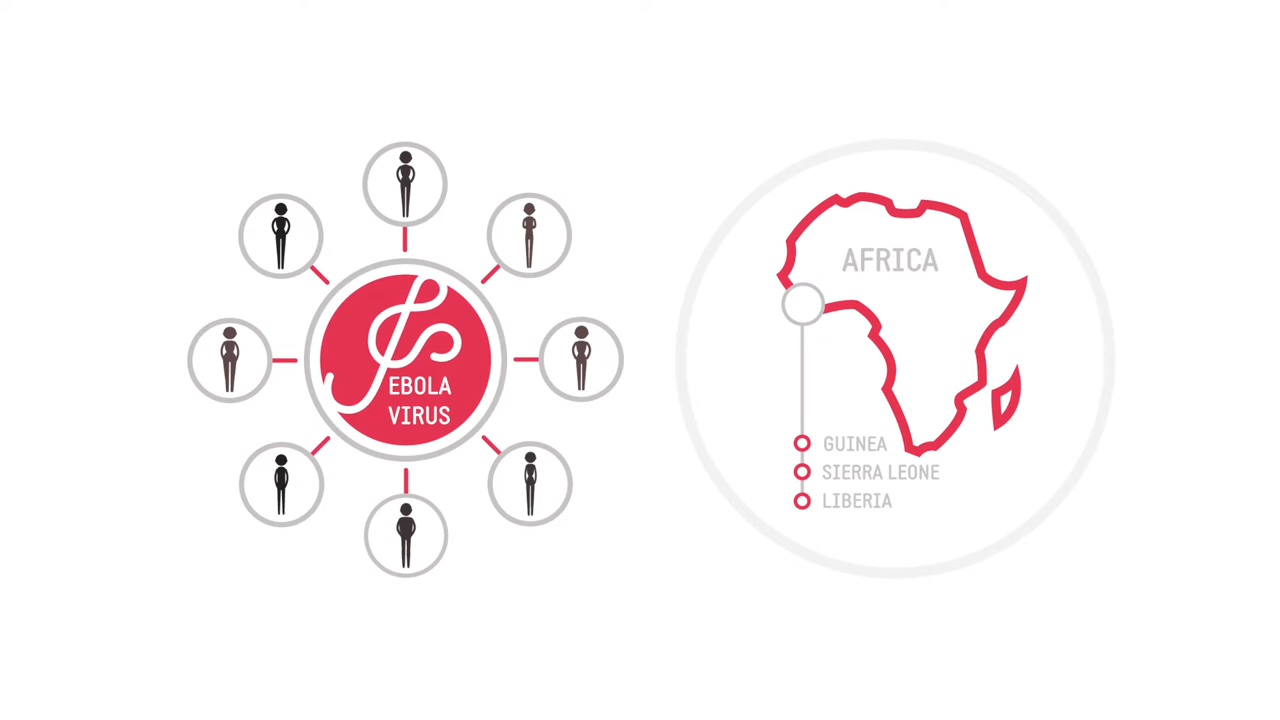 EBOLA
VIRUS
AFRICA
GUINEA
SIERRA LEONE
LIBERIA